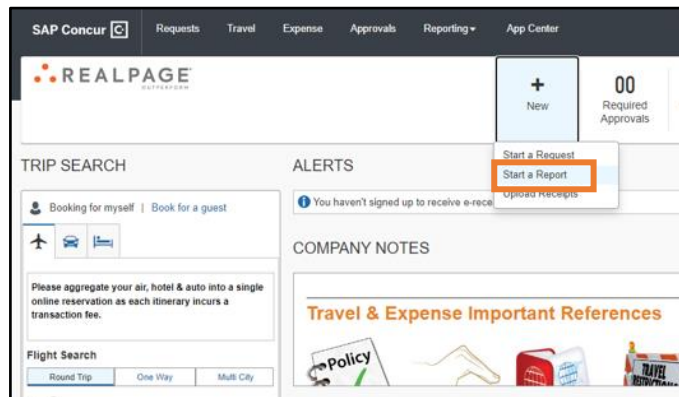 SAP Concur C Requests Travel Expense Approvals Reporting App Center
REALPAGE
OUTPERFORM
+
New
00
Required
Approvals
Start a Request
Start a Report
Upload Receipts
TRIP SEARCH
Booking for myself | Book for a guest
Please aggregate your air, hotel & auto into a single
online reservation as each itinerary incurs a
transaction fee.
Flight Search
Round Trip One Way Multi City
ALERTS
You haven't signed up to receive e-rece
COMPANY NOTES
Travel & Expense Important References
Policy
TRAVEL
RESTRICTIONS